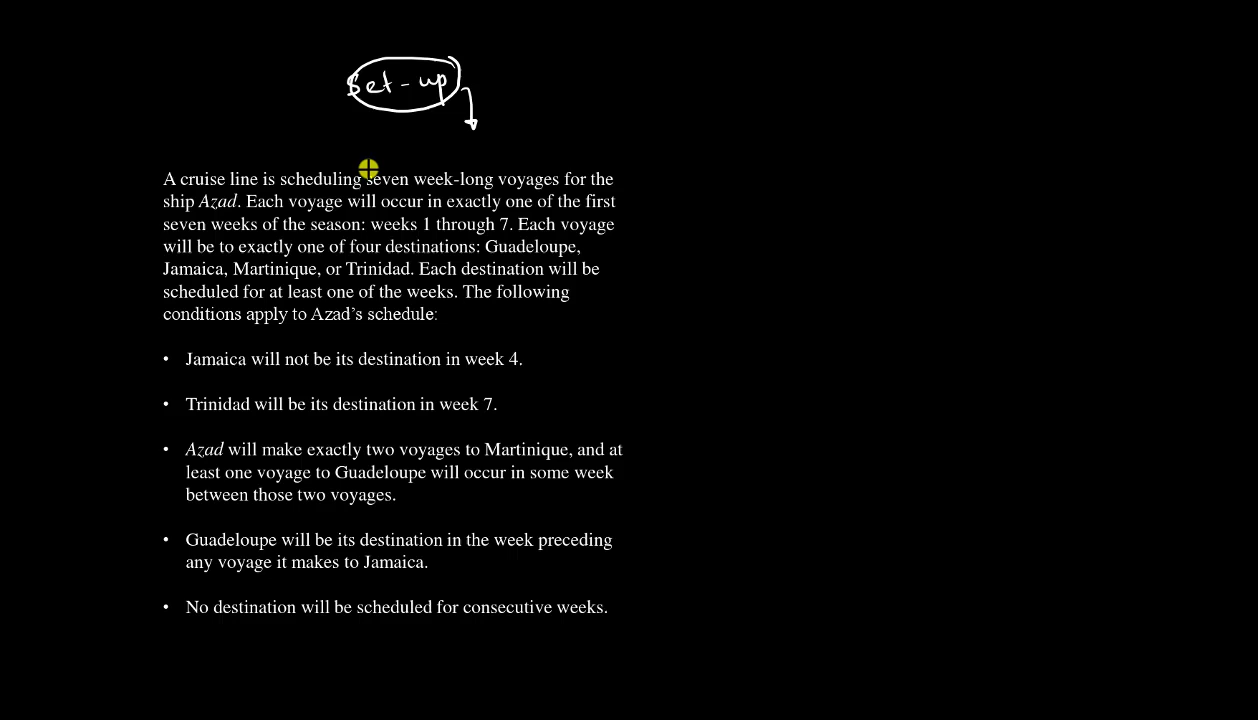 Set-up
A cruise line is scheduling seven week-long voyages for the
ship Azad. Each voyage will occur in exactly one of the first
seven weeks of the season: weeks 1 through 7. Each voyage
will be to exactly one of four destinations: Guadeloupe,
Jamaica, Martinique, or Trinidad. Each destination will be
scheduled for at least one of the weeks. The following
conditions apply to Azad’s schedule:
• Jamaica will not be its destination in week 4.
• Trinidad will be its destination in week 7.
• Azad will make exactly two voyages to Martinique, and at
least one voyage to Guadeloupe will occur in some week
between those two voyages.
• Guadeloupe will be its destination in the week preceding
any voyage it makes to Jamaica.
• No destination will be scheduled for consecutive weeks.